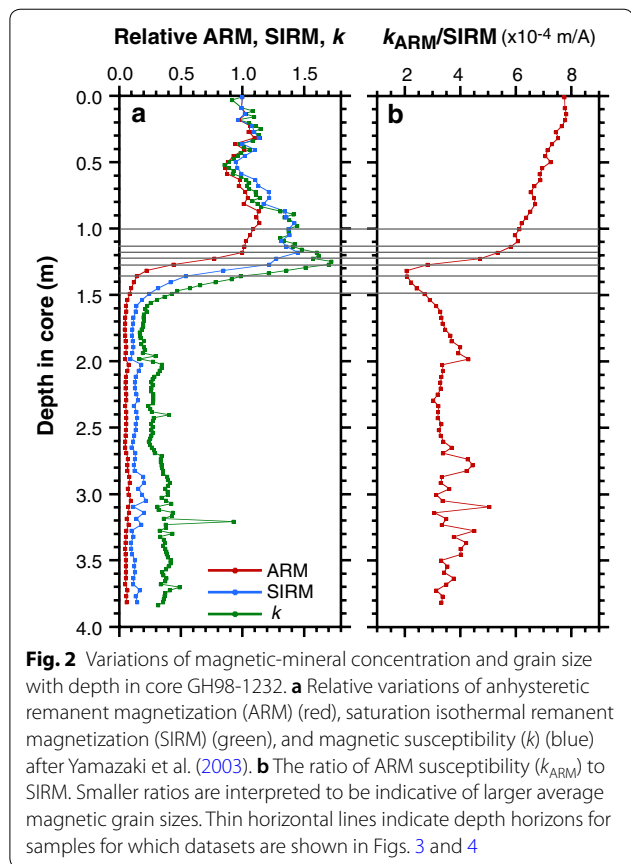 Relative ARM, SIRM, k
kARM/SIRM (x10-4 m/A)
0.0 0.5 1.0 1.5
2 4 6 8
0.0
0.5
1.0
1.5
2.0
2.5
3.0
3.5
4.0
Depth in core (m)
a
b
ARM
SIRM
k
Fig. 2 Variations of magnetic-mineral concentration and grain size
with depth in core GH98-1232. a Relative variations of anhysteretic
remanent magnetization (ARM) (red), saturation isothermal remanent
magnetization (SIRM) (green), and magnetic susceptibility (k) (blue)
after Yamazaki et al. (2003). b The ratio of ARM susceptibility (kARM) to
SIRM. Smaller ratios are interpreted to be indicative of larger average
magnetic grain sizes. Thin horizontal lines indicate depth horizons for
samples for which datasets are shown in Figs. 3 and 4